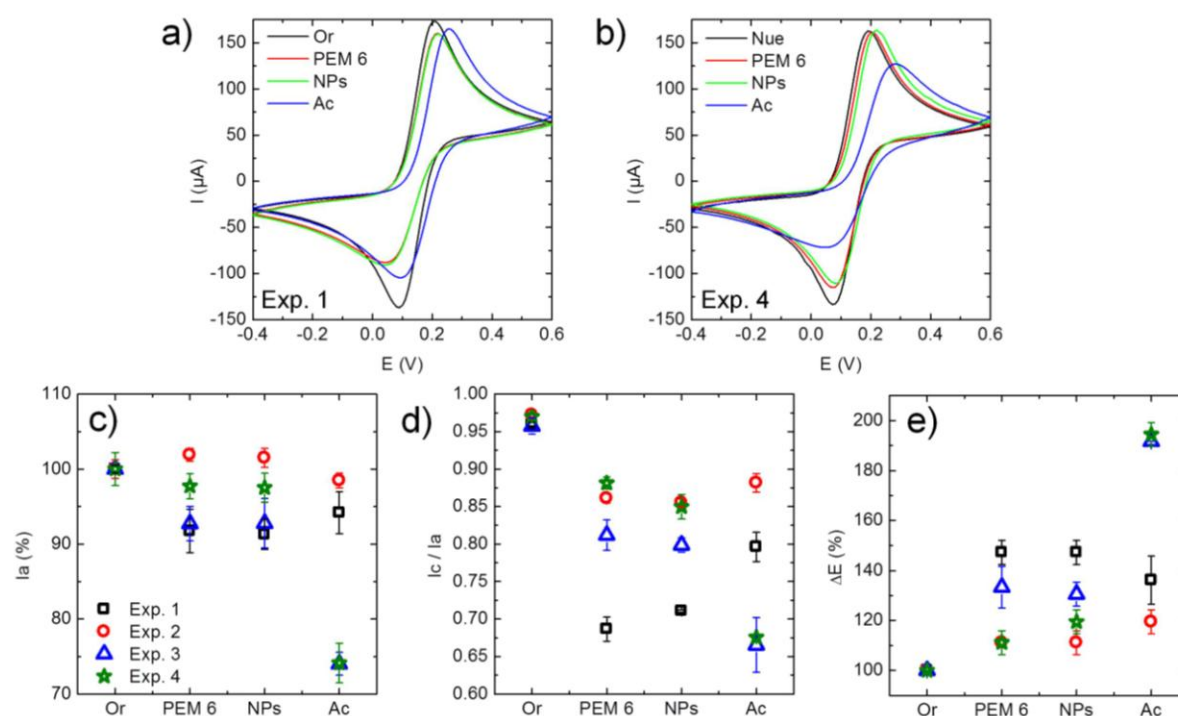 a)
Or
PEM 6
NPs
Ac
Exp. 1
I (µA)
150
100
50
0
-50
-100
-150
-0.4 -0.2 0.0 0.2 0.4 0.6
E (V)
b)
Nue
PEM 6
NPs
Ac
Exp. 4
I (µA)
150
100
50
0
-50
-100
-150
-0.4 -0.2 0.0 0.2 0.4 0.6
E (V)
c)
Ia (%)
110
100
90
80
70
Exp. 1
Exp. 2
Exp. 3
Exp. 4
Or PEM 6 NPs Ac
d)
Ic / Ia
1.00
0.95
0.90
0.85
0.80
0.75
0.70
0.65
0.60
Or PEM 6 NPs Ac
e)
ΔE (%)
200
180
160
140
120
100
Or PEM 6 NPs Ac